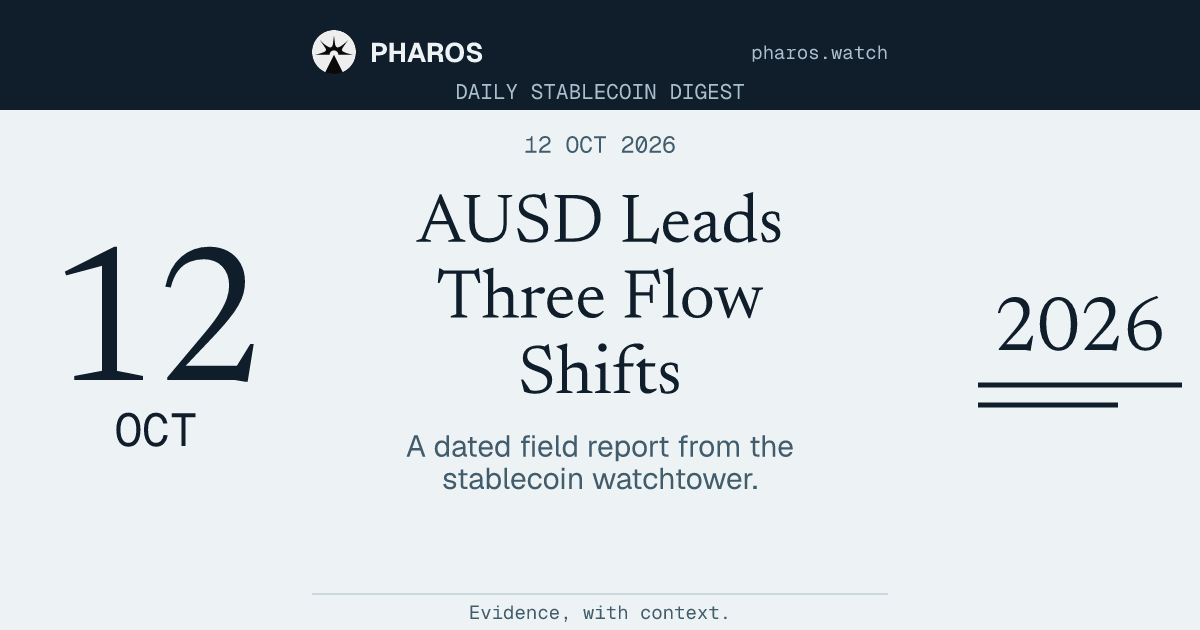 PHAROS
pharos.watch
DAILY STABLECOIN DIGEST
12 OCT 2026
AUSD Leads
Three Flow
Shifts
12
OCT
2026
A dated field report from the
stablecoin watchtower.
Evidence, with context.